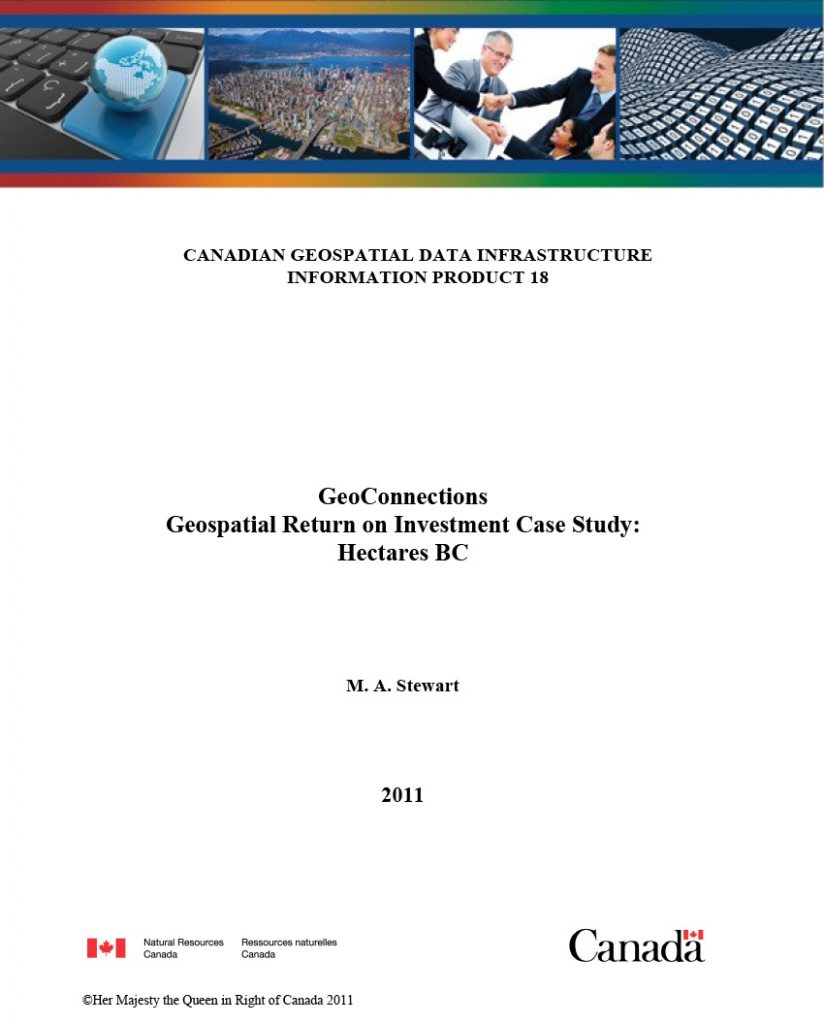 CANADIAN GEOSPATIAL DATA INFRASTRUCTURE
INFORMATION PRODUCT 18
GeoConnections
Geospatial Return on Investment Case Study:
Hectares BC
M. A. Stewart
2011
Natural Resources Canada
Ressources naturelles Canada
Canada
©Her Majesty the Queen in Right of Canada 2011